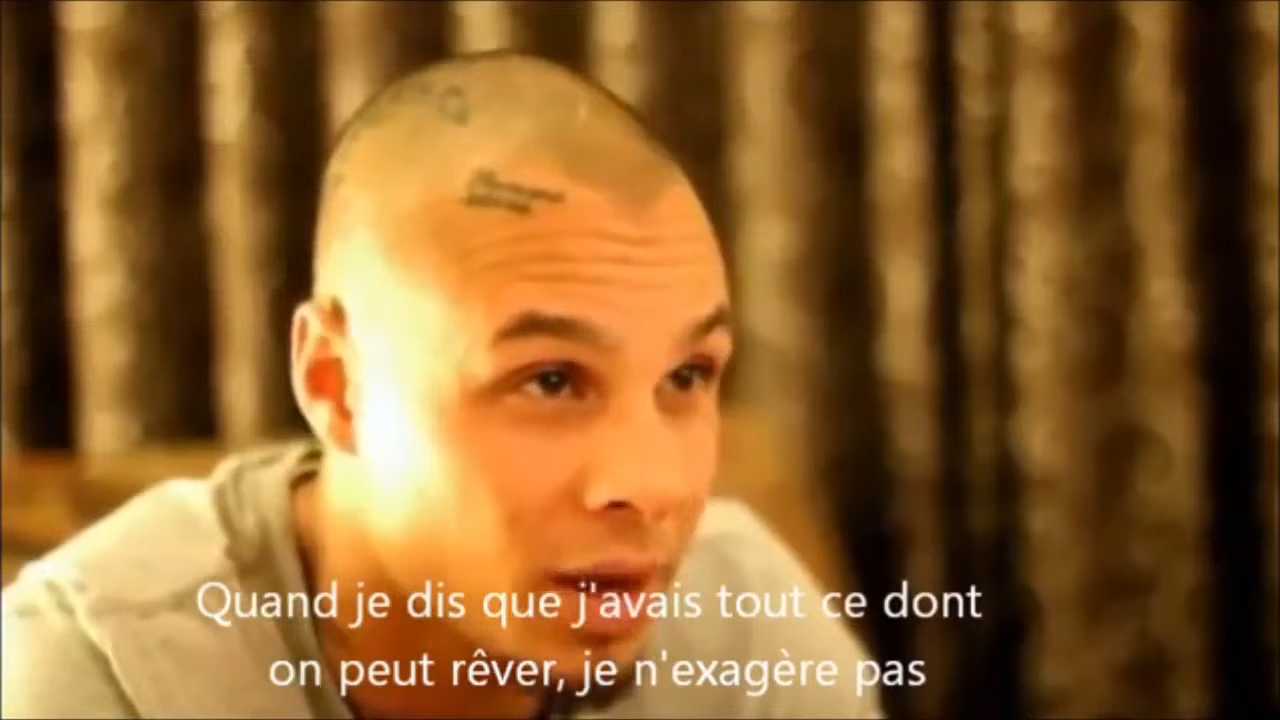 Quand je dis que j'avais tout ce dont
on peut rêver, je n'exagère pas